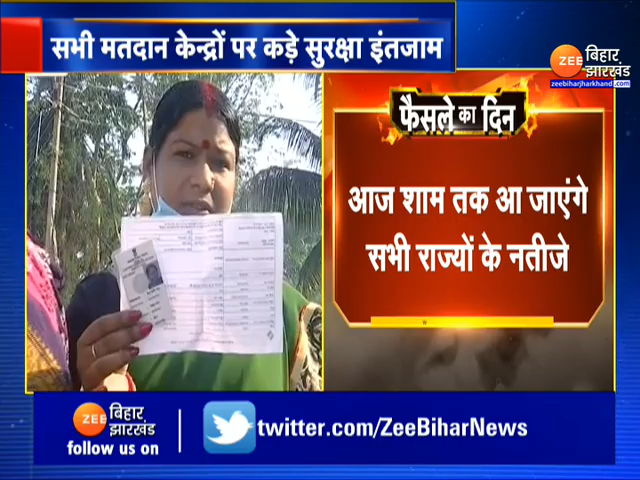 सभी मतदान केन्द्रों पर कड़े सुरक्षा इंतजाम
ZEE बिहार झारखण्ड
zeebiharjharkhand.com
फैसले का दिन
आज शाम तक आ जाएंगे
सभी राज्यों के नतीजे
ZEE बिहार झारखंड
follow us on
twitter.com/ZeeBiharNews